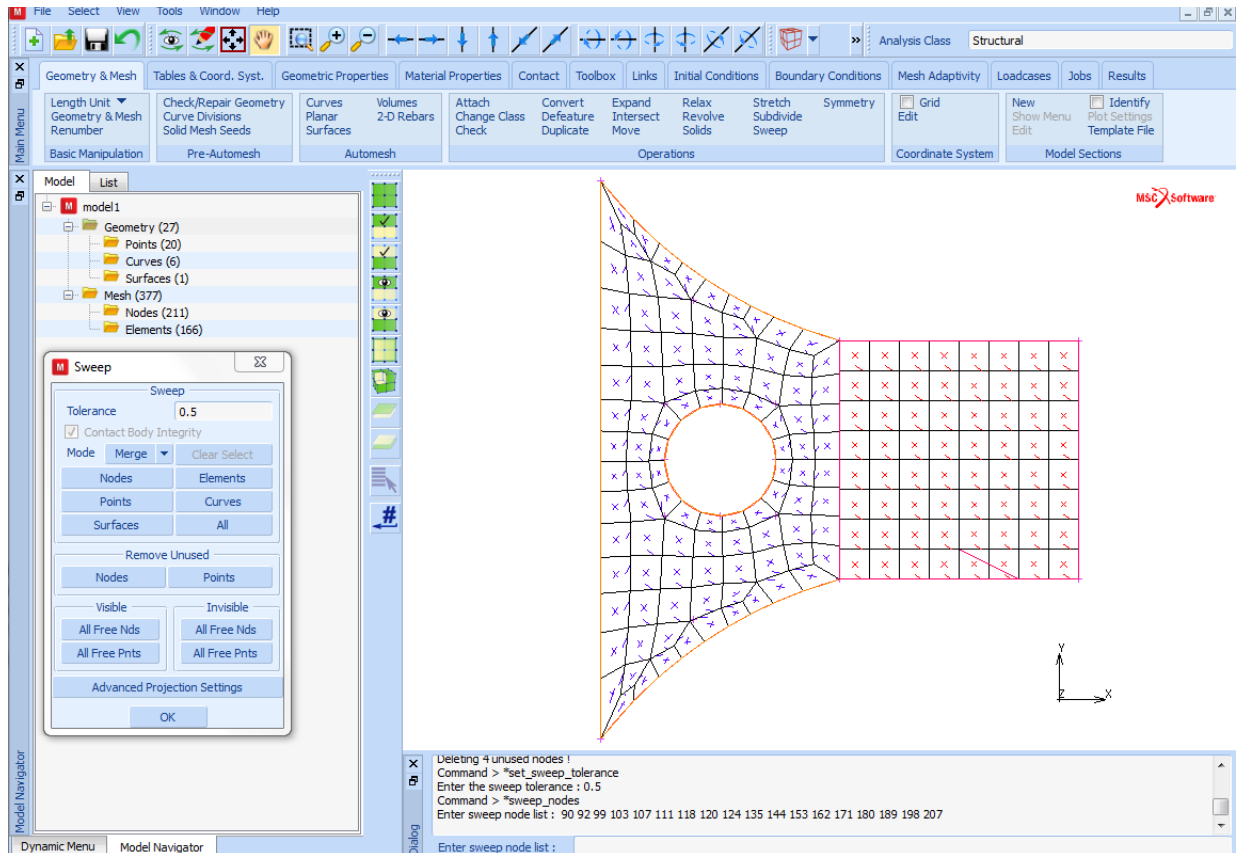 File Select View Tools Window Help
» Analysis Class Structural
Geometry & Mesh Tables & Coord. Syst. Geometric Properties Material Properties Contact Toolbox Links Initial Conditions Boundary Conditions Mesh Adaptivity Loadcases Jobs Results
Length Unit Check/Repair Geometry Curves Volumes Attach Convert Expand Relax Stretch Symmetry Grid New Identify
Geometry & Mesh Curve Divisions Planar 2-D Rebars Change Class Defeature Intersect Revolve Subdivide Edit Show Menu Plot Settings
Renumber Solid Mesh Seeds Surfaces Check Duplicate Move Solids Sweep Edit Template File
Basic Manipulation Pre-Automesh Automesh Operations Coordinate System Model Sections
Main Menu
Model List
M model1
Geometry (27)
Points (20)
Curves (6)
Surfaces (1)
Mesh (377)
Nodes (211)
Elements (166)
M Sweep
Sweep
Tolerance 0.5
Contact Body Integrity
Mode Merge Clear Select
Nodes Elements
Points Curves
Surfaces All
Remove Unused
Nodes Points
Visible Invisible
All Free Nds All Free Nds
All Free Pnts All Free Pnts
Advanced Projection Settings
OK
#
MSC Software
Y
Z X
Model Navigator
Dynamic Menu Model Navigator
Dialog
Deleting 4 unused nodes !
Command > *set_sweep_tolerance
Enter the sweep tolerance : 0.5
Command > *sweep_nodes
Enter sweep node list : 90 92 99 103 107 111 118 120 124 135 144 153 162 171 180 189 198 207
Enter sweep node list :